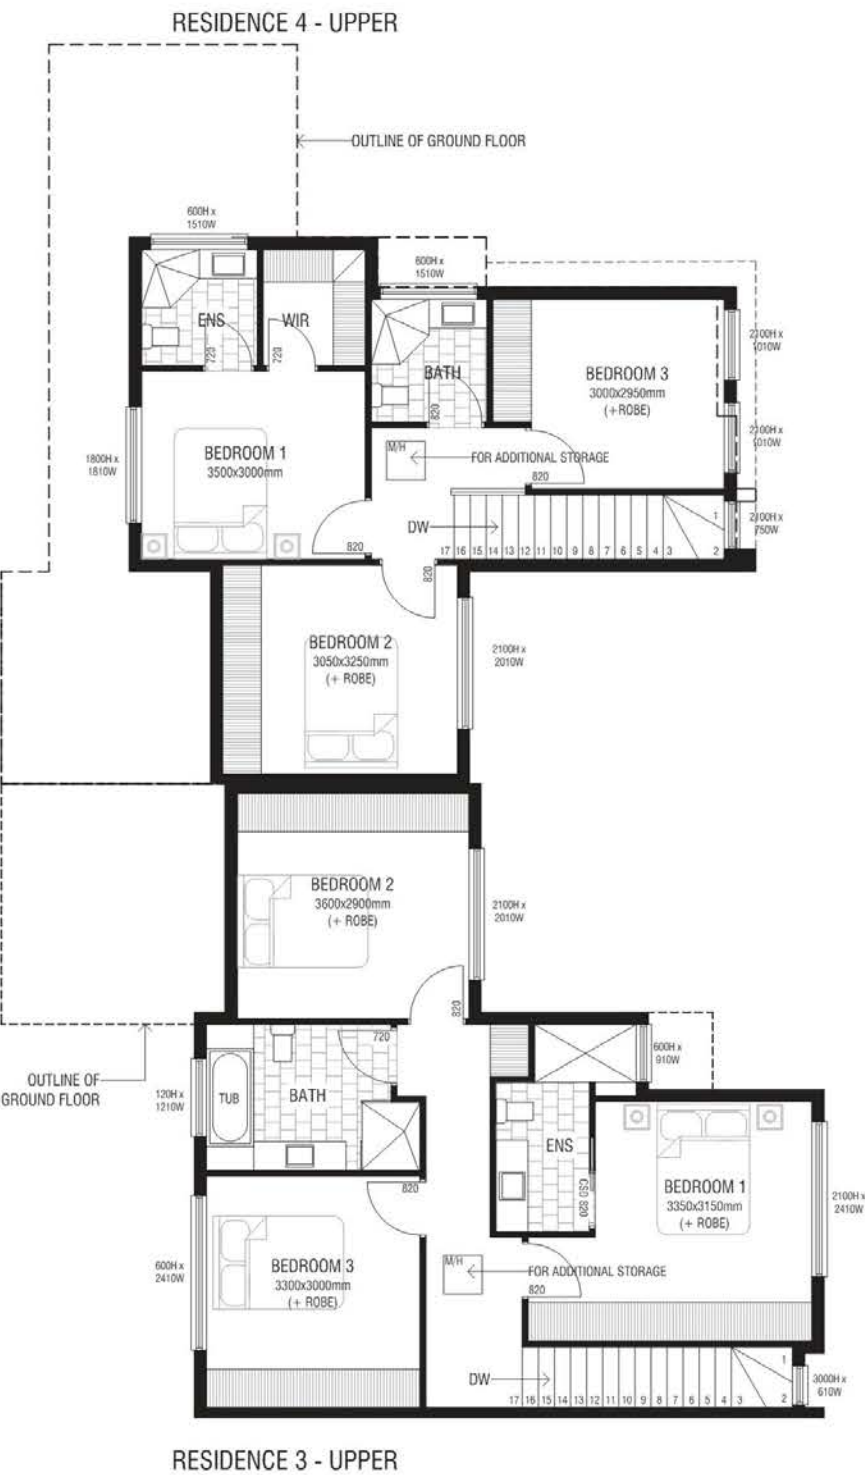 RESIDENCE 4 - UPPER
OUTLINE OF GROUND FLOOR
600H x
1510W
600H x
1510W
ENS
WIR
720
720
BATH
820
BEDROOM 3
3000x2950mm
(+ROBE)
2100H x
1010W
2100H x
1010W
BEDROOM 1
3500x3000mm
1800H x
1810W
M/H
FOR ADDITIONAL STORAGE
820
DW
2100H x
750W
17 16 15 14 13 12 11 10 9 8 7 6 5 4 3
1
2
820
820
BEDROOM 2
3050x3250mm
(+ ROBE)
2100H x
2010W
BEDROOM 2
3600x2900mm
(+ ROBE)
2100H x
2010W
820
720
OUTLINE OF
GROUND FLOOR
120H x
1210W
TUB
BATH
600H x
910W
ENS
CSD 820
BEDROOM 1
3350x3150mm
(+ ROBE)
2100H x
2410W
820
600H x
2410W
BEDROOM 3
3300x3000mm
(+ ROBE)
M/H
FOR ADDITIONAL STORAGE
820
DW
17 16 15 14 13 12 11 10 9 8 7 6 5 4 3
1
2
3000H x
610W
RESIDENCE 3 - UPPER